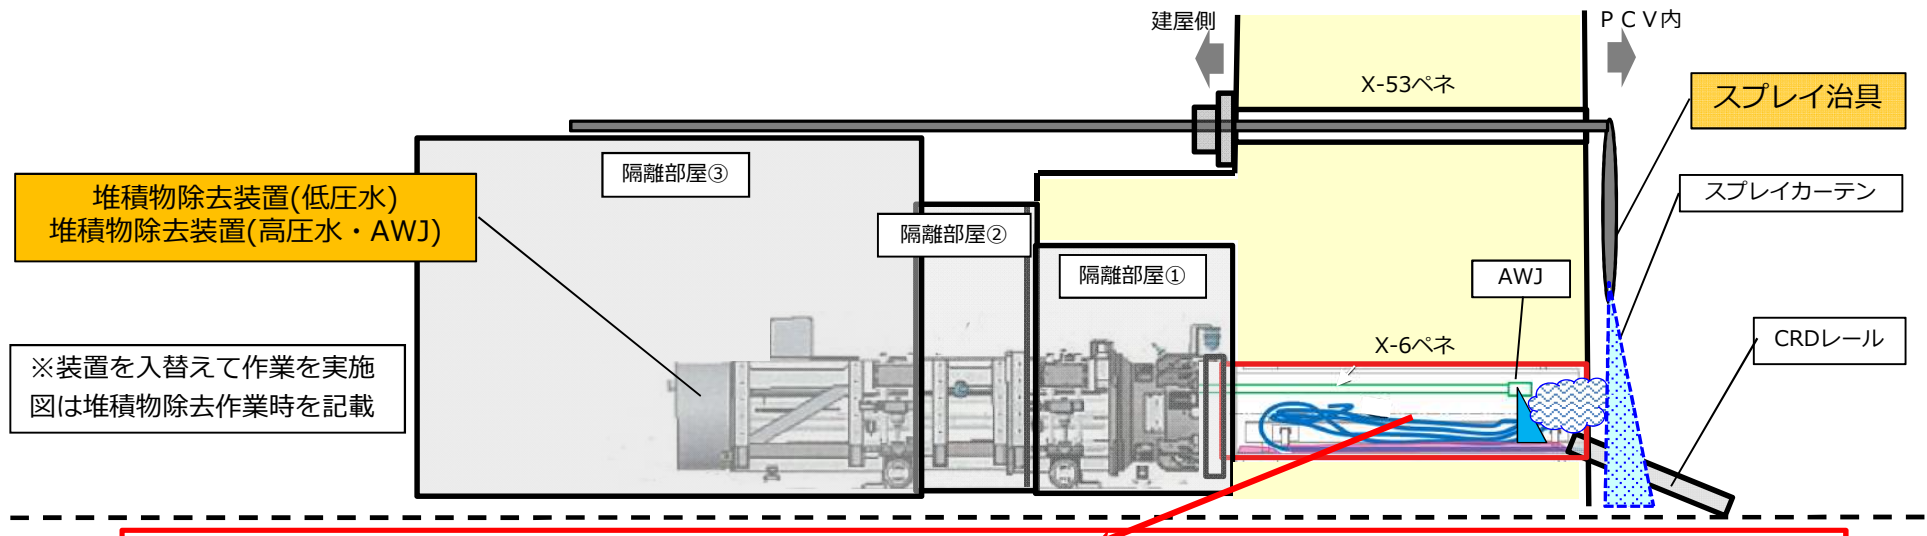 建屋側
PCV内
X-53ペネ
スプレイ治具
隔離部屋③
堆積物除去装置(低圧水)
堆積物除去装置(高圧水・AWJ)
スプレイカーテン
隔離部屋②
隔離部屋①
AWJ
CRDレール
X-6ペネ
※装置を入替えて作業を実施
図は堆積物除去作業時を記載